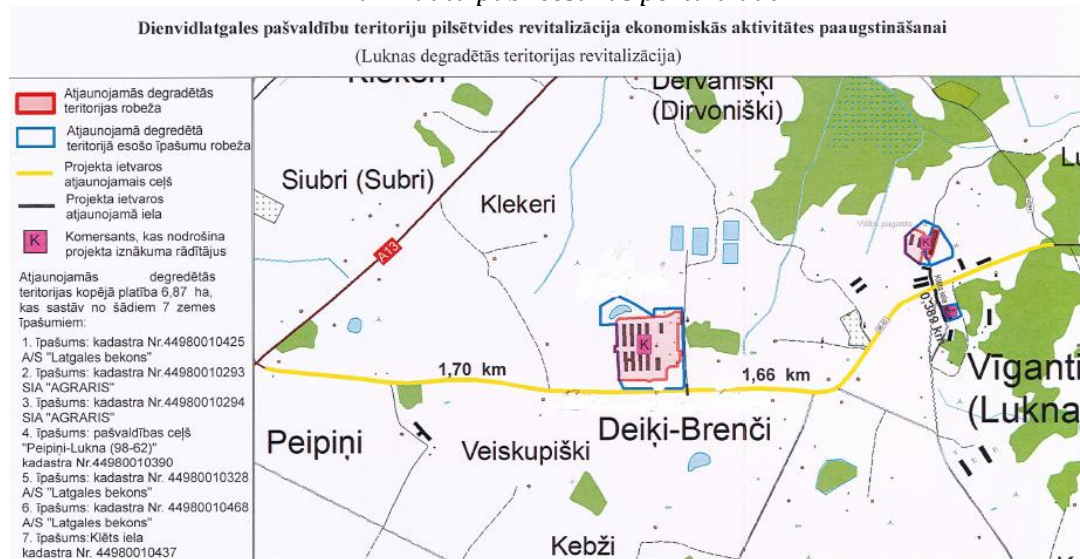 Dienvidlatgales pašvaldību teritoriju pilsētvides revitalizācija ekonomiskās aktivitātes paaugstināšanai
(Luknas degradētās teritorijas revitalizācija)
Atjaunojamās degradētās
teritorijas robeža
Atjaunojamā degredētā
teritorijā esošo īpašumu robeža
Projekta ietvaros
atjaunojamais ceļš
Projekta ietvaros
atjaunojamā iela
K
Komersants, kas nodrošina
projekta iznākuma rādītājus
Atjaunojamās degradētās
teritorijas kopējā platība 6,87 ha,
kas sastāv no šādiem 7 zemes
īpašumiem:
1. īpašums: kadastra Nr.44980010425
A/S "Latgales bekons"
2. īpašums: kadastra Nr.44980010293
SIA "AGRARIS"
3. īpašums: kadastra Nr.44980010294
SIA "AGRARIS"
4. īpašums: pašvaldības ceļš
"Peipiņi-Lukna (98-62)
kadastra Nr.44980010390
5. īpašums: kadastra Nr. 44980010328
A/S "Latgales bekons"
6. īpašums: kadastra Nr. 44980010468
A/S "Latgales bekons"
7. īpašums:Klēts iela
kadastra Nr. 44980010437
Dervaniški
(Dirvoniški)
Siubri (Subri)
Klekeri
A13
K
K
Klēts iela
0,389 km
1,70 km
1,66 km
Vīganti
(Lukna
Peipiņi
Veiskupiški
Deiķi-Brenči
Kebži